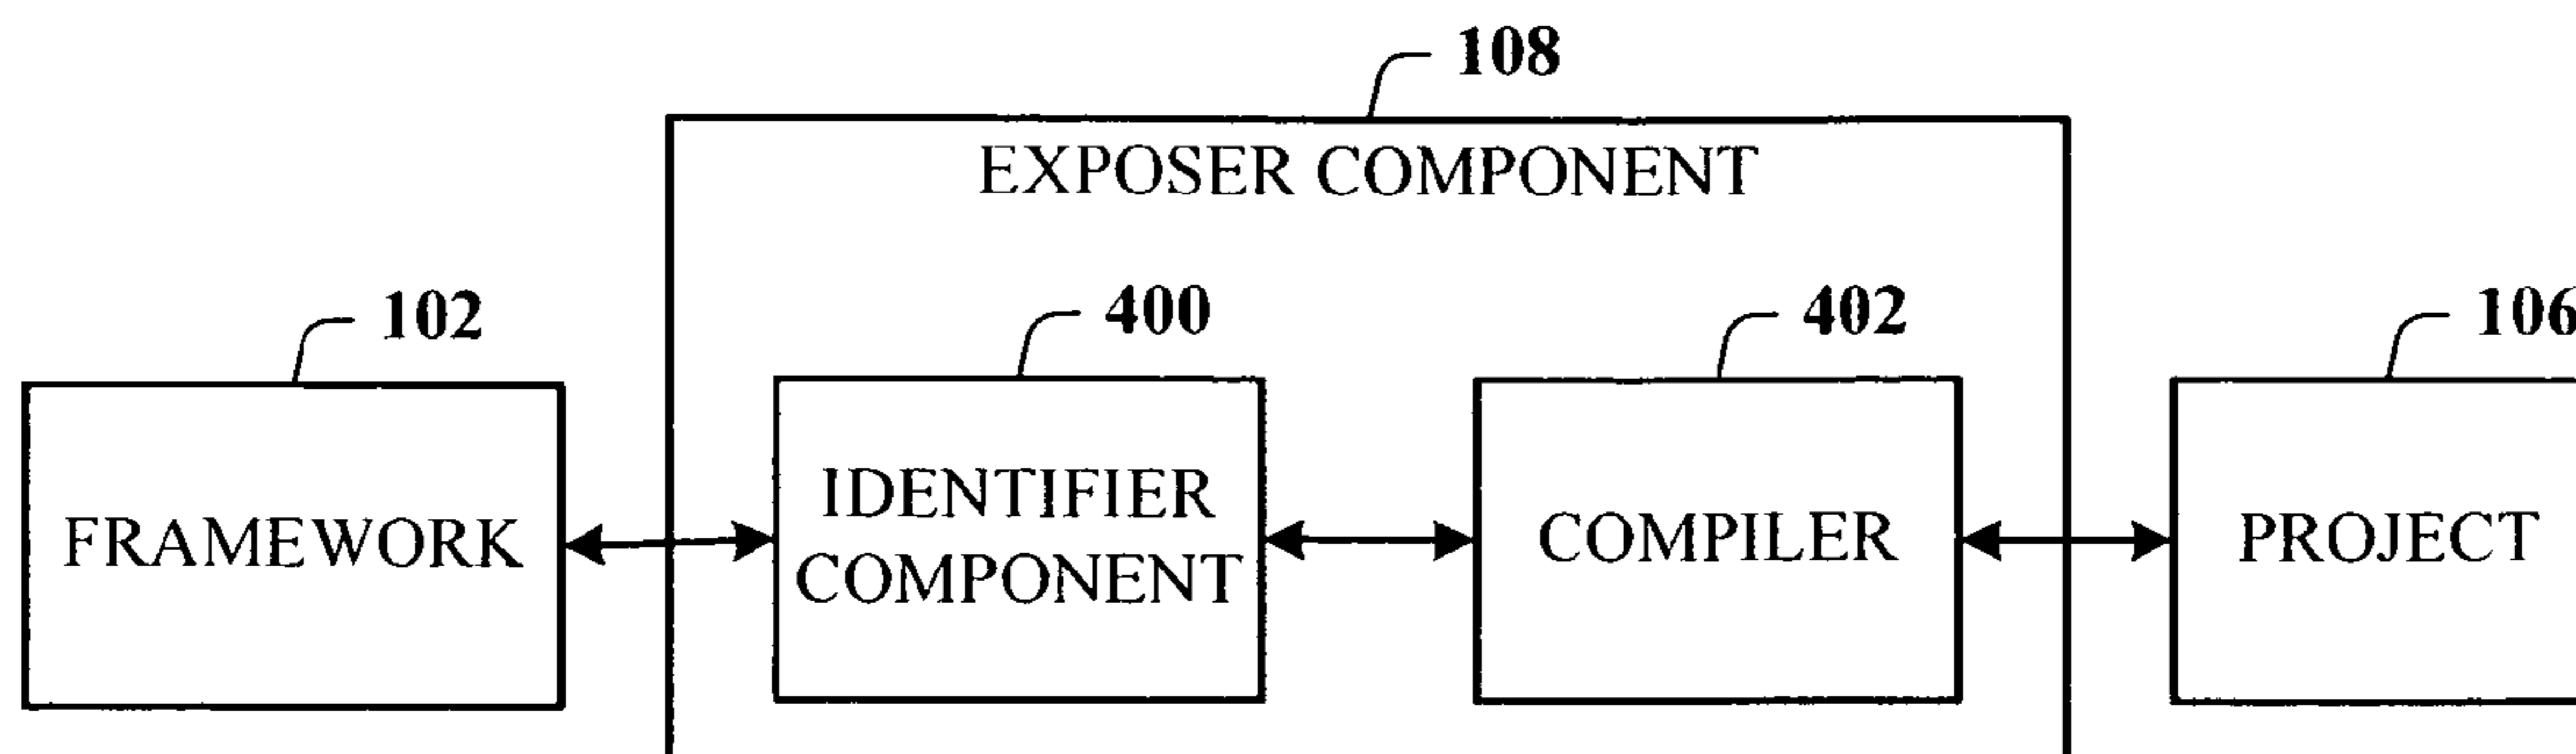 108
EXPOSER COMPONENT
102
400
402
106
FRAMEWORK
IDENTIFIER
COMPONENT
COMPILER
PROJECT